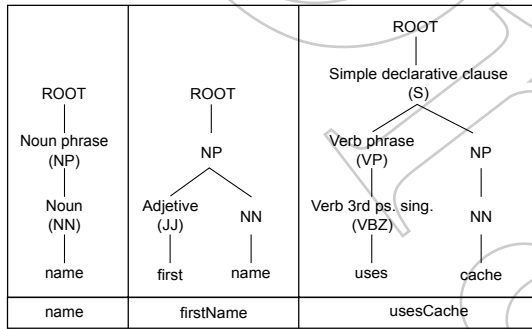 ROOT
Simple declarative clause
(S)
ROOT ROOT
Noun phrase
(NP)
NP
Verb phrase
(VP)
NP
Noun
(NN)
Adjetive
(JJ)
NN
Verb 3rd ps. sing.
(VBZ)
NN
name first name uses cache
name firstName usesCache